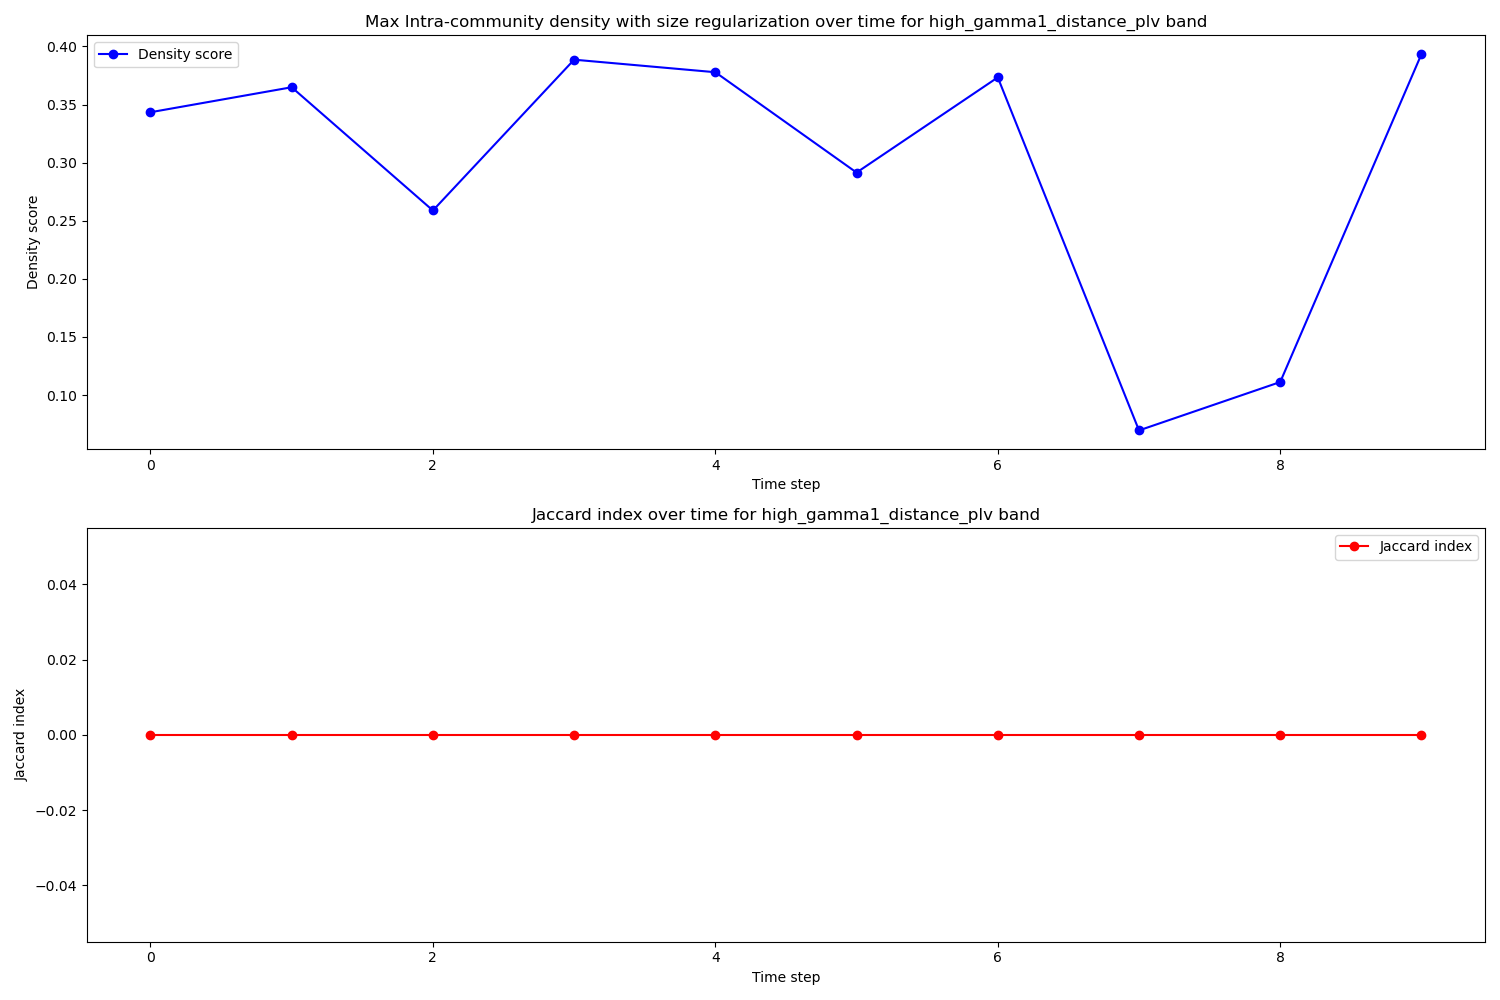 Max Intra-community density with size regularization over time for high_gamma1_distance_plv band
Density score
0.40
0.35
0.30
0.25
0.20
0.15
0.10
Density score
0
2
4
6
8
Time step
Jaccard index over time for high_gamma1_distance_plv band
Jaccard index
0.04
0.02
0.00
−0.02
−0.04
Jaccard index
0
2
4
6
8
Time step